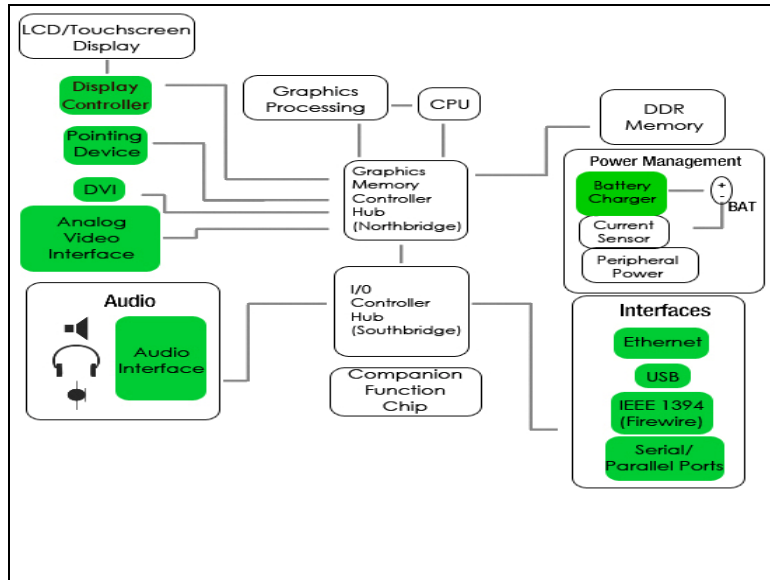 LCD/Touchscreen
Display
Display
Controller
Pointing
Device
DVI
Analog
Video
Interface
Graphics
Processing
CPU
Graphics
Memory
Controller
Hub
(Northbridge)
DDR
Memory
Power Management
Battery
Charger
+
-
BAT
Current
Sensor
Peripheral
Power
Audio
Audio
Interface
I/0
Controller
Hub
(Southbridge)
Companion
Function
Chip
Interfaces
Ethernet
USB
IEEE 1394
(Firewire)
Serial/
Parallel Ports